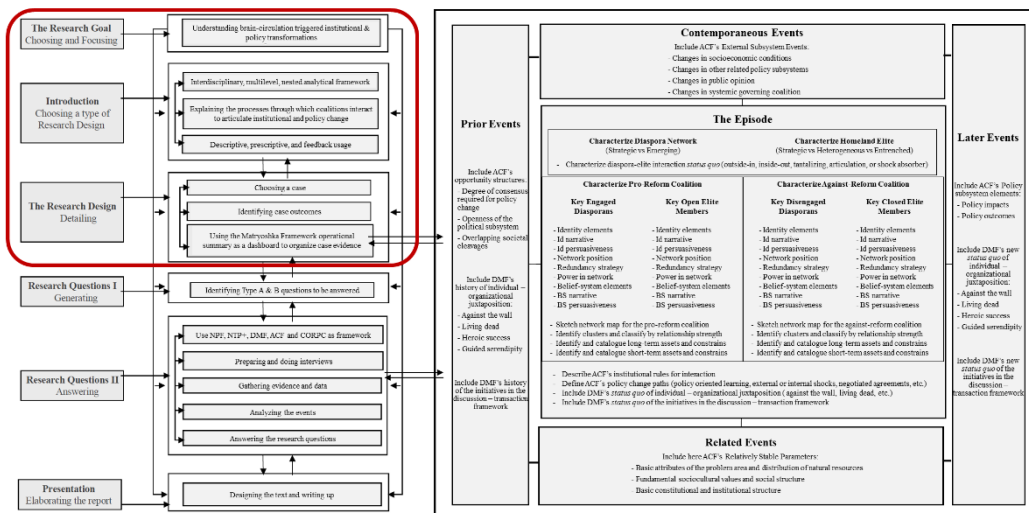 The Research Goal
Choosing and Focusing
Understanding brain-circulation triggered institutional &
policy transformations
Introduction
Choosing a type of
Research Design
Interdisciplinary, multilevel, nested analytical framework
Explaining the processes through which coalitions interact
to articulate institutional and policy change
Descriptive, prescriptive, and feedback usage
The Research Design
Detailing
Choosing a case
Identifying case outcomes
Using the Matryoshka Framework operational
summary as a dashboard to organize case evidence
Research Questions I
Generating
Identifying Type A & B questions to be answered
Research Questions II
Answering
Use NPF, NTP+, DMF, ACF and CORPC as framework
Preparing and doing interviews
Gathering evidence and data
Analyzing the events
Answering the research questions
Presentation
Elaborating the report
Designing the text and writing up
Prior Events
Include ACF's
opportunity structures:
- Degree of consensus
required for policy
change
- Openness of the
political subsystem
- Overlapping societal
cleavages
Include DMF's
history of individual –
organizational
juxtaposition:
- Against the wall
- Living dead
- Heroic success
- Guided serendipity
Include DMF's history
of the initiatives in the
discussion – transaction
framework
Contemporaneous Events
Include ACF's External Subsystem Events:
- Changes in socioeconomic conditions
- Changes in other related policy subsystems
- Changes in public opinion
- Changes in systemic governing coalition
The Episode
Characterize Diaspora Network
(Strategic vs Emerging)
Characterize Homeland Elite
(Strategic vs Heterogeneous vs Entrenched)
- Characterize diaspora-elite interaction status quo (outside-in, inside-out, tantalizing, articulation, or shock absorber)
Characterize Pro-Reform Coalition
Key Engaged
Diasporans
- Identity elements
- Id narrative
- Id persuasiveness
- Network position
- Redundancy strategy
- Power in network
- Belief-system elements
- BS narrative
- BS persuasiveness
Key Open Elite
Members
- Identity elements
- Id narrative
- Id persuasiveness
- Network position
- Redundancy strategy
- Power in network
- Belief-system elements
- BS narrative
- BS persuasiveness
- Sketch network map for the pro-reform coalition
- Identify clusters and classify by relationship strength
- Identify and catalogue long-term assets and constrains
- Identify and catalogue short-term assets and constrains
Characterize Against-Reform Coalition
Key Disengaged
Diasporans
- Identity elements
- Id narrative
- Id persuasiveness
- Network position
- Redundancy strategy
- Power in network
- Belief-system elements
- BS narrative
- BS persuasiveness
Key Closed Elite
Members
- Identity elements
- Id narrative
- Id persuasiveness
- Network position
- Redundancy strategy
- Power in network
- Belief-system elements
- BS narrative
- BS persuasiveness
- Sketch network map for the against-reform coalition
- Identify clusters and classify by relationship strength
- Identify and catalogue long-term assets and constrains
- Identify and catalogue short-term assets and constrains
- Describe ACF's institutional rules for interaction
- Define ACF's policy change paths (policy oriented learning, external or internal shocks, negotiated agreements, etc.)
- Include DMF's status quo of individual – organizational juxtaposition (against the wall, living dead, etc.)
- Include DMF's status quo of the initiatives in the discussion – transaction framework
Related Events
Include here ACF's Relatively Stable Parameters:
- Basic attributes of the problem area and distribution of natural resources
- Fundamental sociocultural values and social structure
- Basic constitutional and institutional structure
Later Events
Include ACF's Policy
subsystem elements:
- Policy impacts
- Policy outcomes
Include DMF's new
status quo of
individual –
organizational
juxtaposition:
- Against the wall
- Living dead
- Heroic success
- Guided serendipity
Include DMF's new
status quo of the
initiatives in the
discussion –
transaction framework